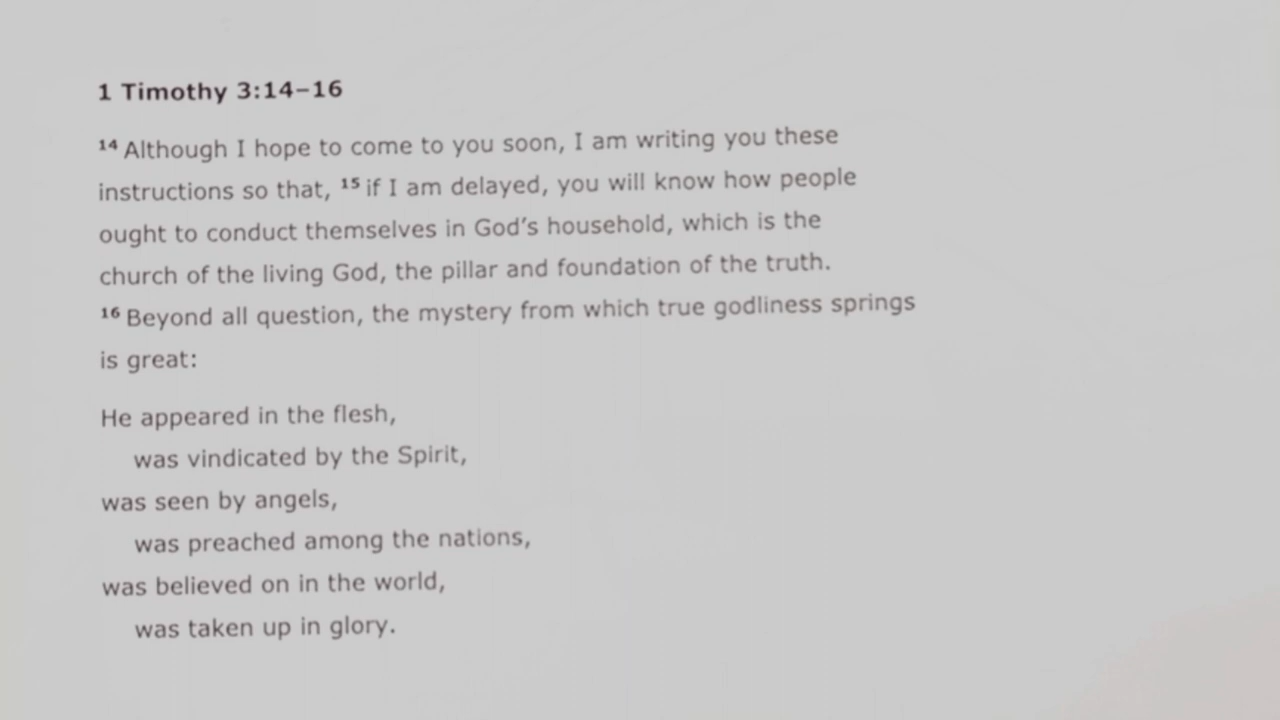 1 Timothy 3:14–16
14 Although I hope to come to you soon, I am writing you these
instructions so that, 15 if I am delayed, you will know how people
ought to conduct themselves in God’s household, which is the
church of the living God, the pillar and foundation of the truth.
16 Beyond all question, the mystery from which true godliness springs
is great:
He appeared in the flesh,
was vindicated by the Spirit,
was seen by angels,
was preached among the nations,
was believed on in the world,
was taken up in glory.